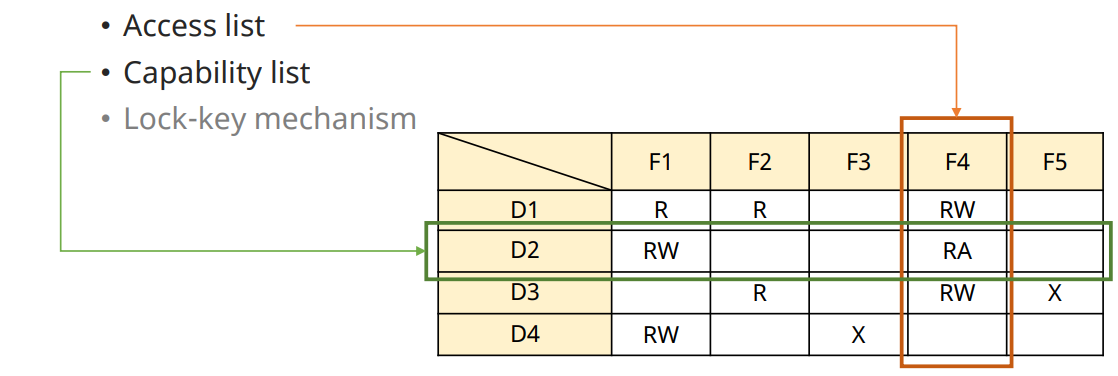 • Access list
• Capability list
• Lock-key mechanism
F1 F2 F3 F4 F5
D1 R R RW
D2 RW RA
D3 R RW X
D4 RW X